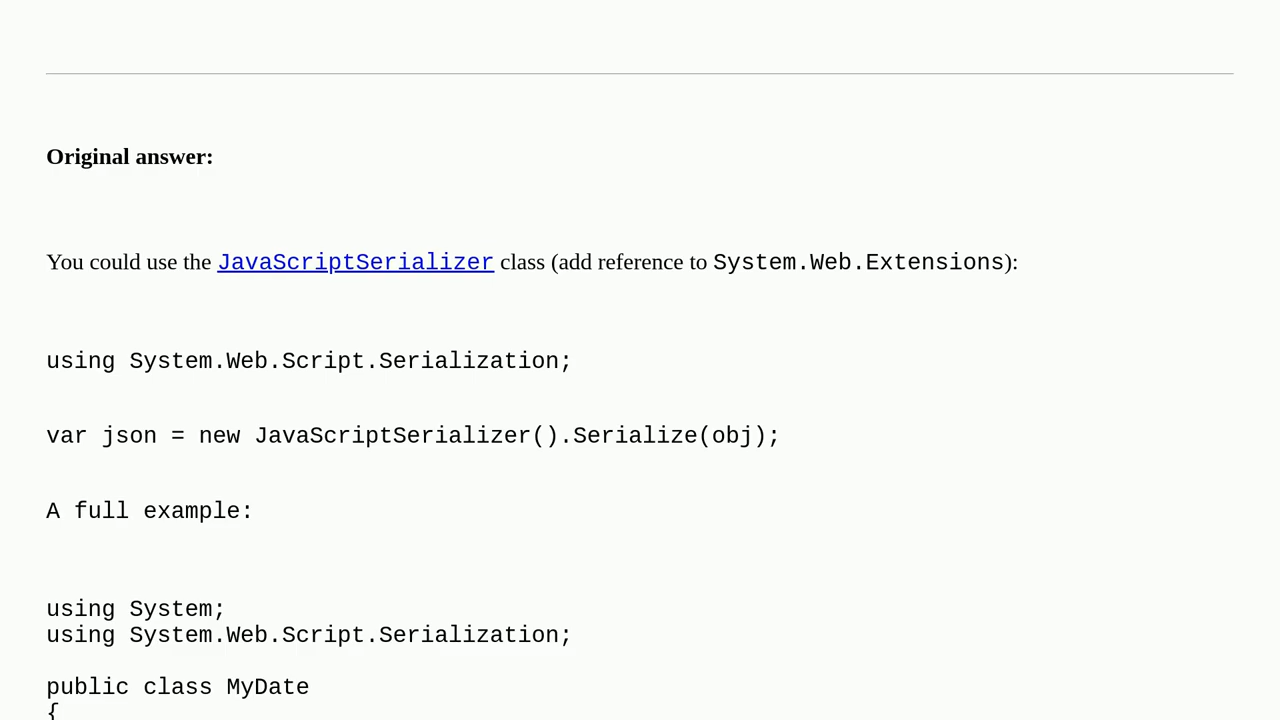 Original answer:
You could use the JavaScriptSerializer class (add reference to System.Web.Extensions):
using System.Web.Script.Serialization;
var json = new JavaScriptSerializer().Serialize(obj);
A full example:
using System;
using System.Web.Script.Serialization;
public class MyDate
{